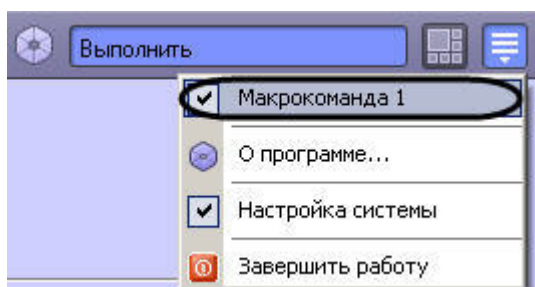 Выполнить
Макрокоманда 1
О программе...
Настройка системы
Завершить работу